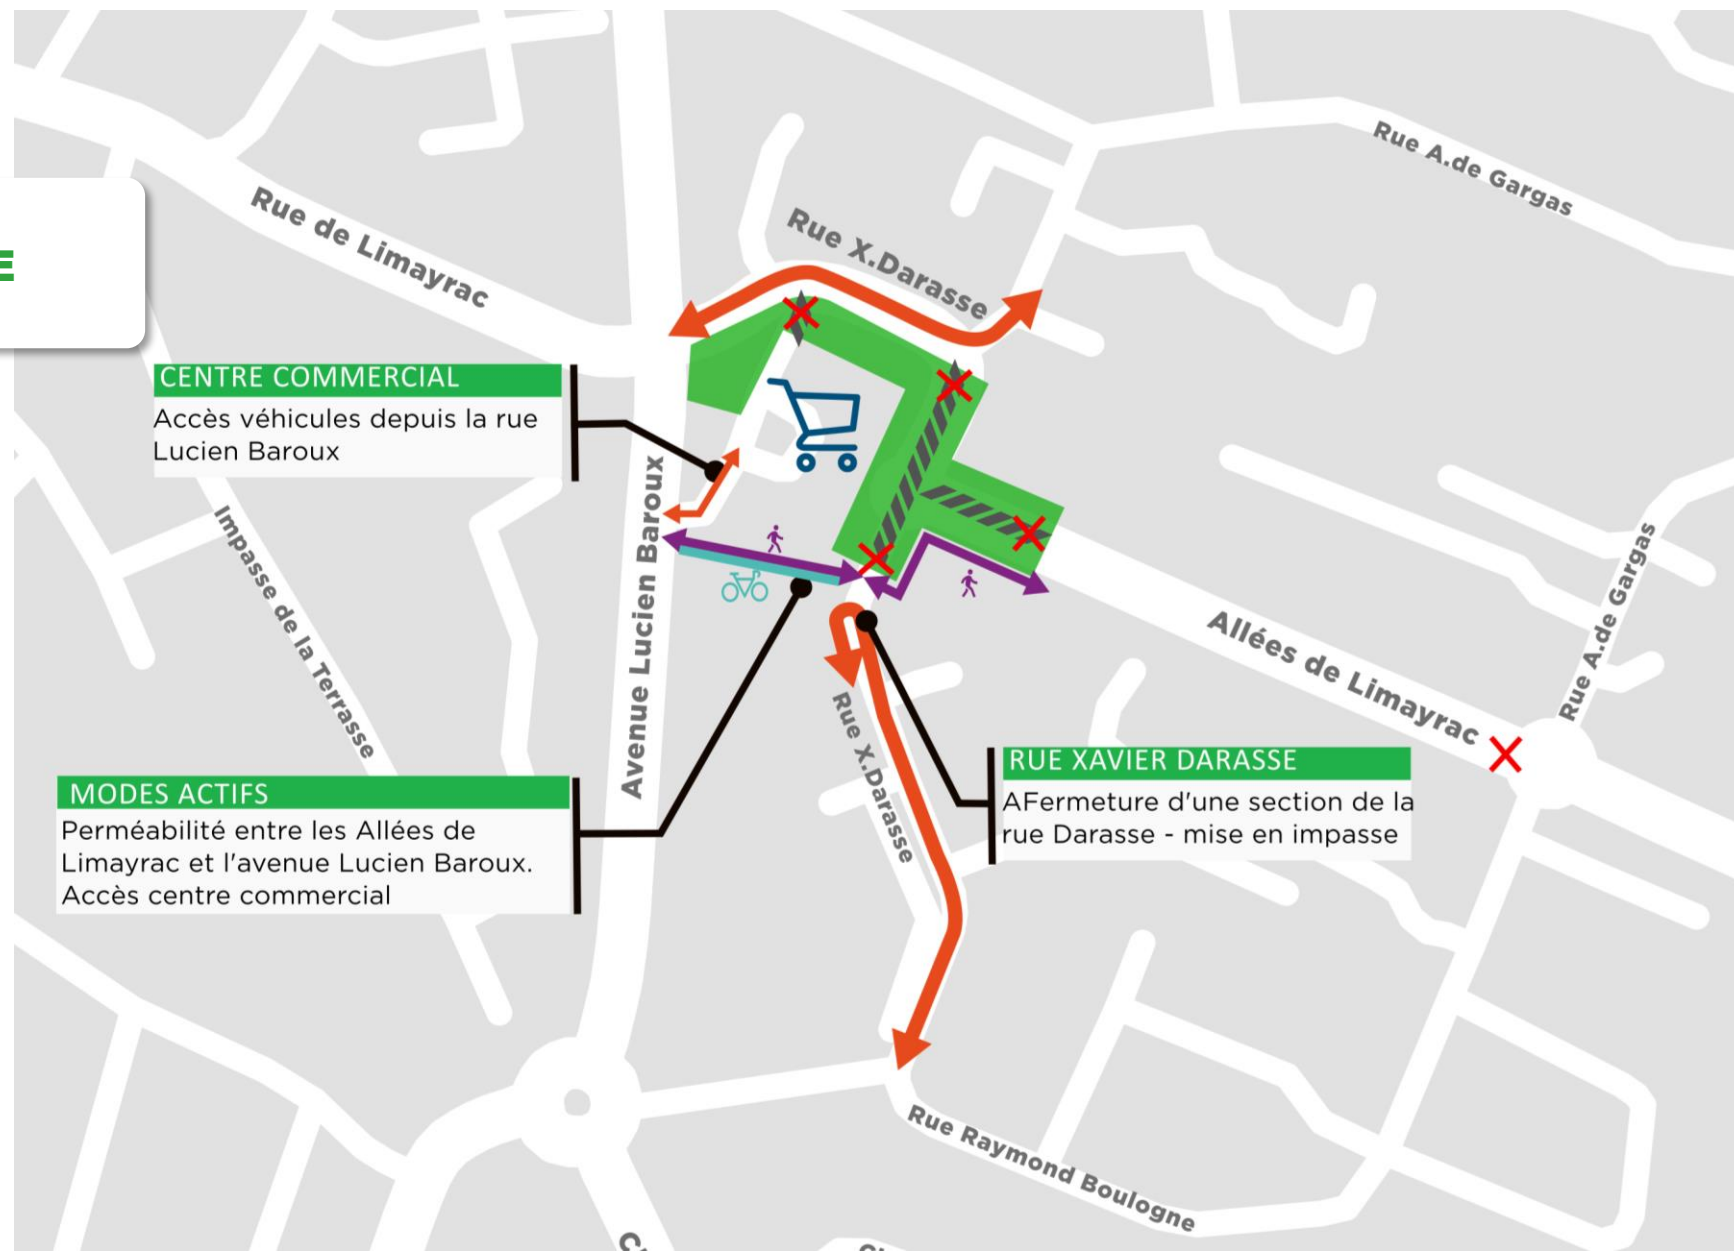 Rue A.de Gargas
Rue de Limayrac
Rue X.Darasse
E
CENTRE COMMERCIAL
Accès véhicules depuis la rue
Lucien Baroux
Avenue Lucien Baroux
Impasse de la Terrasse
Rue A.de Gargas
Allées de Limayrac
Rue X.Darasse
RUE XAVIER DARASSE
AFermeture d'une section de la
rue Darasse - mise en impasse
MODES ACTIFS
Perméabilité entre les Allées de
Limayrac et l'avenue Lucien Baroux.
Accès centre commercial
Rue Raymond Boulogne